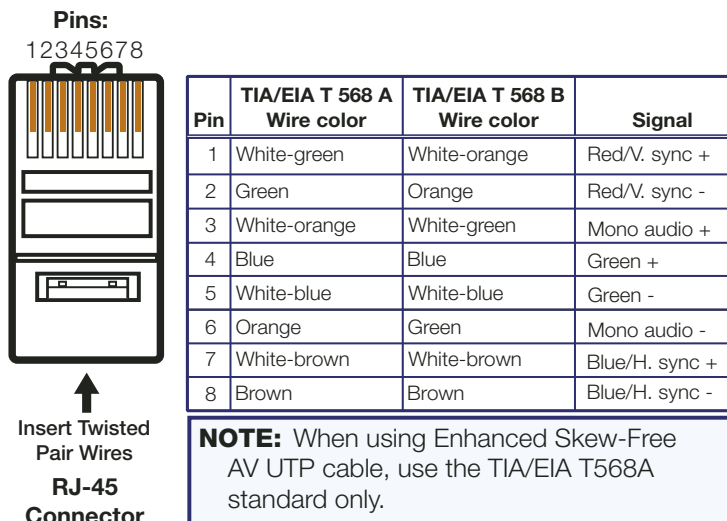 Pins:
12345678
Pin | TIA/EIA T 568 A Wire color | TIA/EIA T 568 B Wire color | Signal
1 | White-green | White-orange | Red/V. sync +
2 | Green | Orange | Red/V. sync -
3 | White-orange | White-green | Mono audio +
4 | Blue | Blue | Green +
5 | White-blue | White-blue | Green -
6 | Orange | Green | Mono audio -
7 | White-brown | White-brown | Blue/H. sync +
8 | Brown | Brown | Blue/H. sync -
Insert Twisted
Pair Wires
RJ-45
Connector
NOTE: When using Enhanced Skew-Free
AV UTP cable, use the TIA/EIA T568A
standard only.